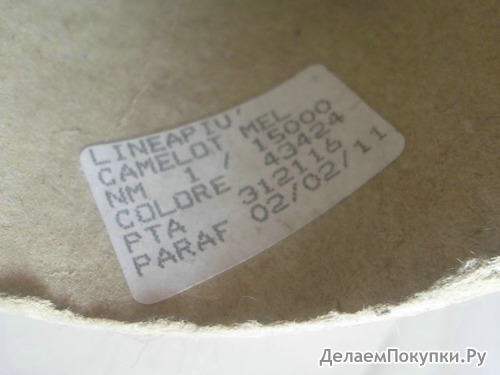 LINEAPIU'
CAMELOT MEL
NM 1 / 15000
COLORE 43424
PTA 312116
PARAF 02/02/11
ДелаемПокупки.Ру